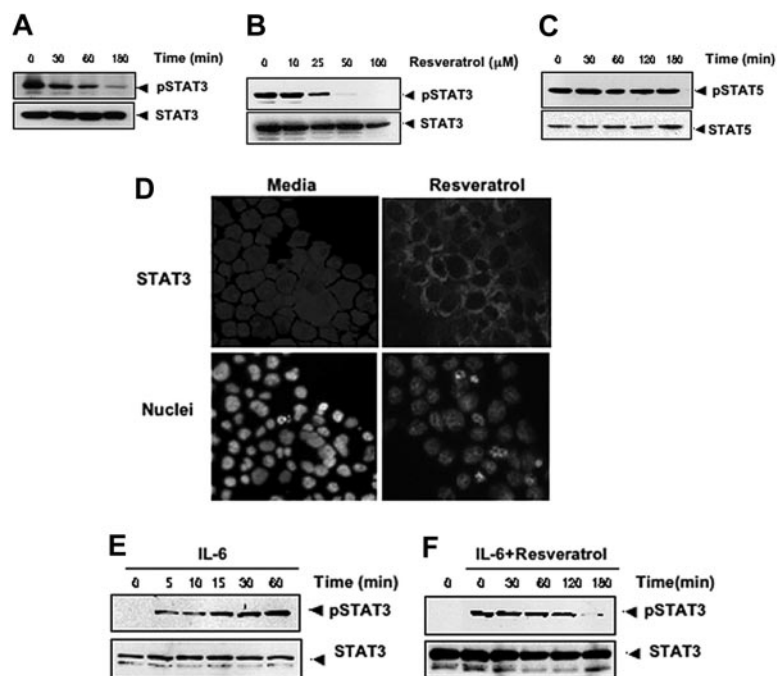 A
0 30 60 180 Time (min)
pSTAT3
STAT3
B
0 10 25 50 100 Resveratrol (µM)
pSTAT3
STAT3
C
0 30 60 120 180 Time (min)
pSTAT5
STAT5
D
Media Resveratrol
STAT3
Nuclei
E
IL-6
0 5 10 15 30 60 Time (min)
pSTAT3
STAT3
F
IL-6+Resveratrol
0 0 30 60 120 180 Time(min)
pSTAT3
STAT3